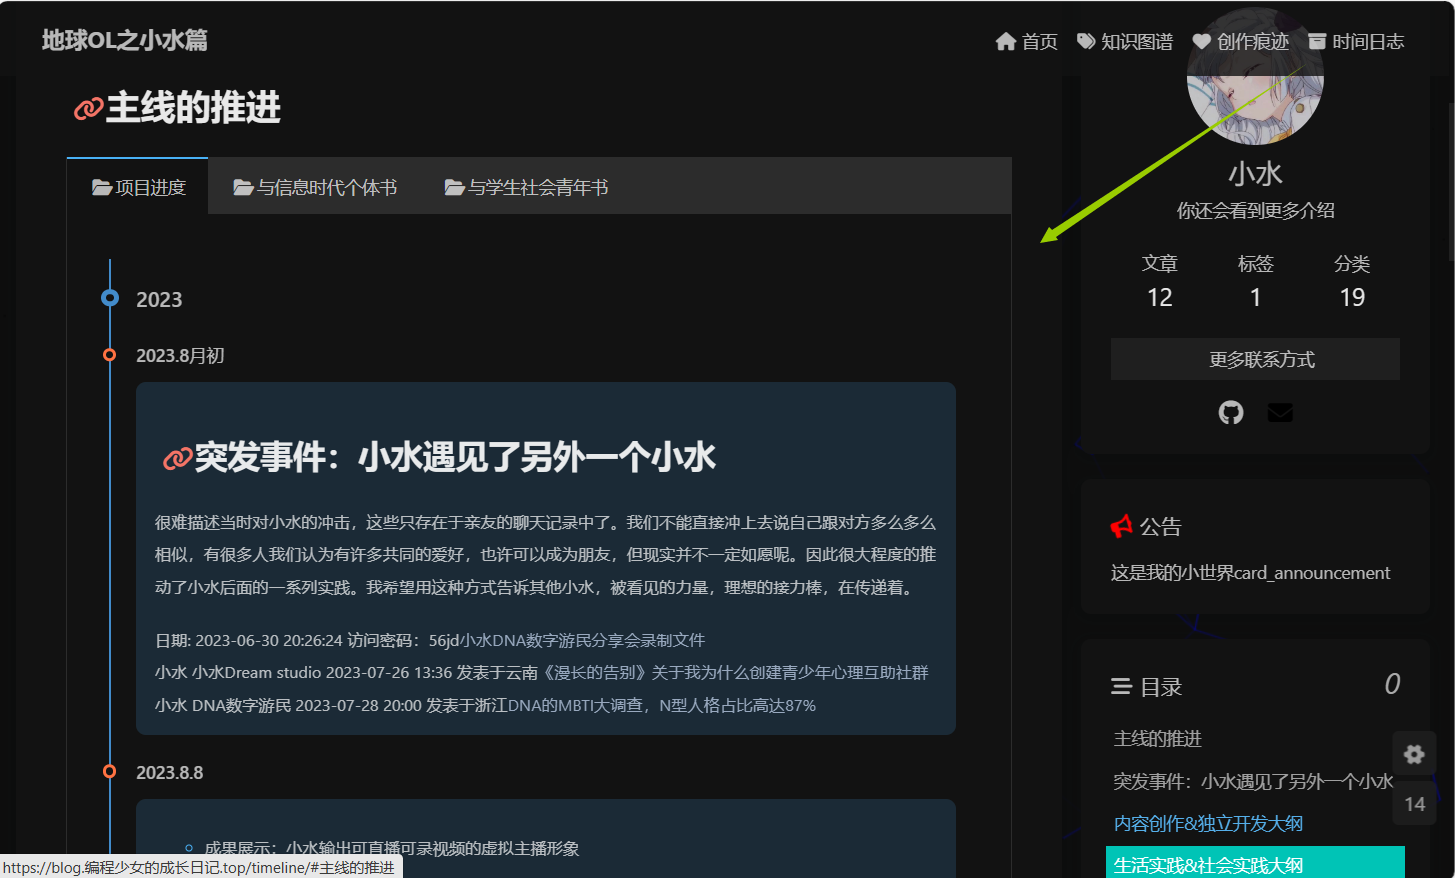 地球OL之小水篇
首页 知识图谱 创作痕迹 时间日志
主线的推进
项目进度 与信息时代个体书 与学生社会青年书
2023
2023.8月初
突发事件：小水遇见了另外一个小水
很难描述当时对小水的冲击，这些只存在于亲友的聊天记录中了。我们不能直接冲上去说自己跟对方多么多么
相似，有很多人我们认为有许多共同的爱好，也许可以成为朋友，但现实并不一定如愿呢。因此很大程度的推
动了小水后面的一系列实践。我希望用这种方式告诉其他小水，被看见的力量，理想的接力棒，在传递着。
日期: 2023-06-30 20:26:24 访问密码：56jd小水DNA数字游民分享会录制文件
小水 小水Dream studio 2023-07-26 13:36 发表于云南《漫长的告别》关于我为什么创建青少年心理互助社群
小水 DNA数字游民 2023-07-28 20:00 发表于浙江DNA的MBTI大调查，N型人格占比高达87%
2023.8.8
成果展示：小水输出可直播可录视频的虚拟主播形象
小水
你还会看到更多介绍
文章 标签 分类
12 1 19
更多联系方式
公告
这是我的小世界card_announcement
目录 0
主线的推进
突发事件：小水遇见了另外一个小水
内容创作&独立开发大纲
生活实践&社会实践大纲
14
https://blog.编程少女的成长日记.top/timeline/#主线的推进